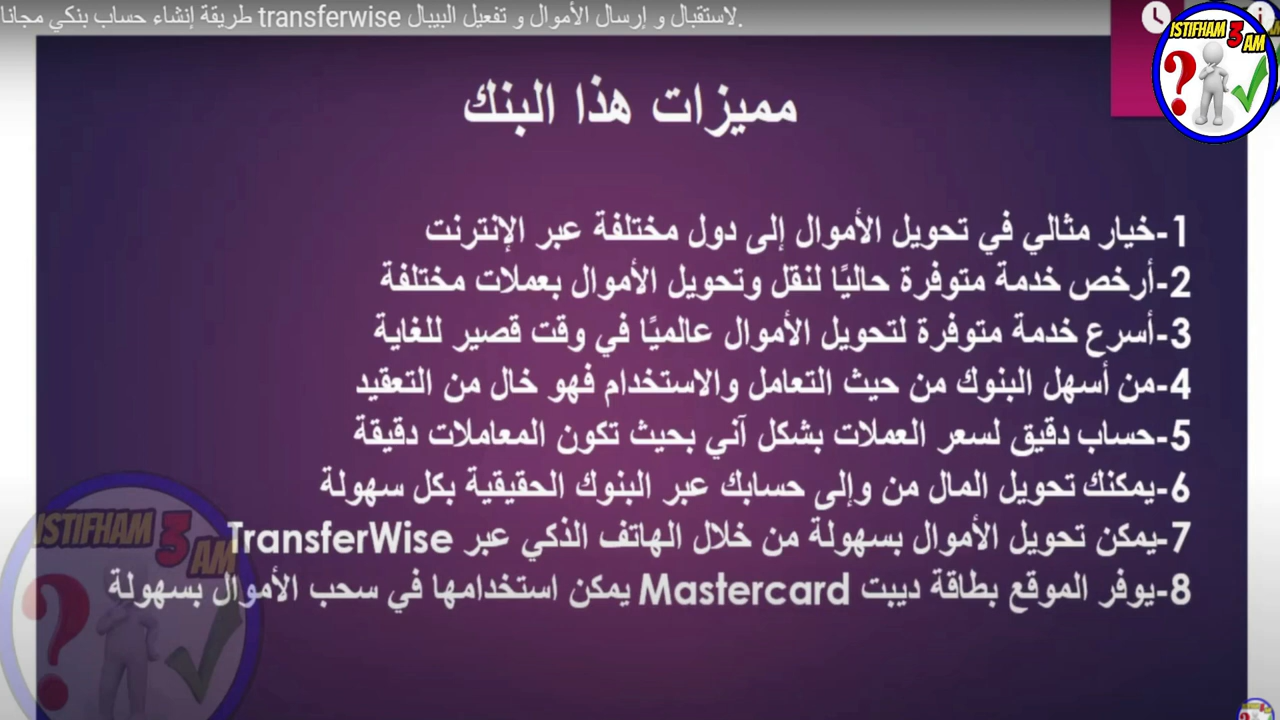 طريقة إنشاء حساب بنكي مجانا transferwise لاستقبال و إرسال الأموال و تفعيل البيبال.
ISTIFHAM 3 AM
مميزات هذا البنك
1-خيار مثالي في تحويل الأموال إلى دول مختلفة عبر الإنترنت
2-أرخص خدمة متوفرة حاليًا لنقل وتحويل الأموال بعملات مختلفة
3-أسرع خدمة متوفرة لتحويل الأموال عالميًا في وقت قصير للغاية
4-من أسهل البنوك من حيث التعامل والاستخدام فهو خال من التعقيد
5-حساب دقيق لسعر العملات بشكل آني بحيث تكون المعاملات دقيقة
6-يمكنك تحويل المال من وإلى حسابك عبر البنوك الحقيقية بكل سهولة
7-يمكن تحويل الأموال بسهولة من خلال الهاتف الذكي عبر TransferWise
8-يوفر الموقع بطاقة ديبت Mastercard يمكن استخدامها في سحب الأموال بسهولة
ISTIFHAM 3 AM